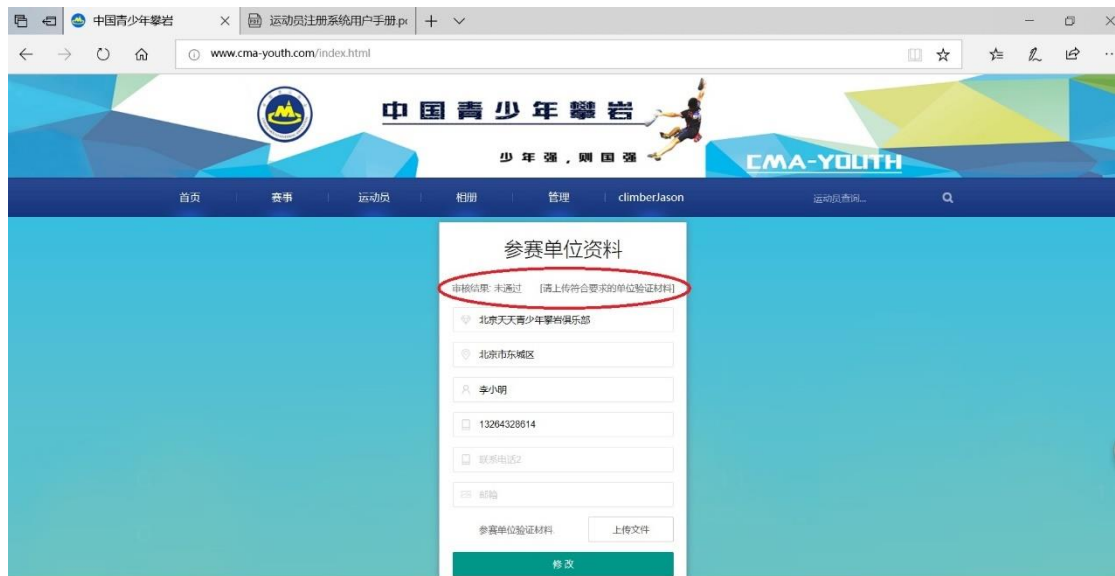 中国青少年攀岩
运动员注册系统用户手册.p
www.cma-youth.com/index.html
中国青少年攀岩
少年强,则国强
CMA-YOUTH
首页 赛事 运动员 相册 管理 climberJason 运动员查询...
参赛单位资料
审核结果: 未通过 [请上传符合要求的单位验证材料]
北京天天青少年攀岩俱乐部
北京市东城区
李小明
13264328614
联系电话2
邮箱
参赛单位验证材料 上传文件
修改